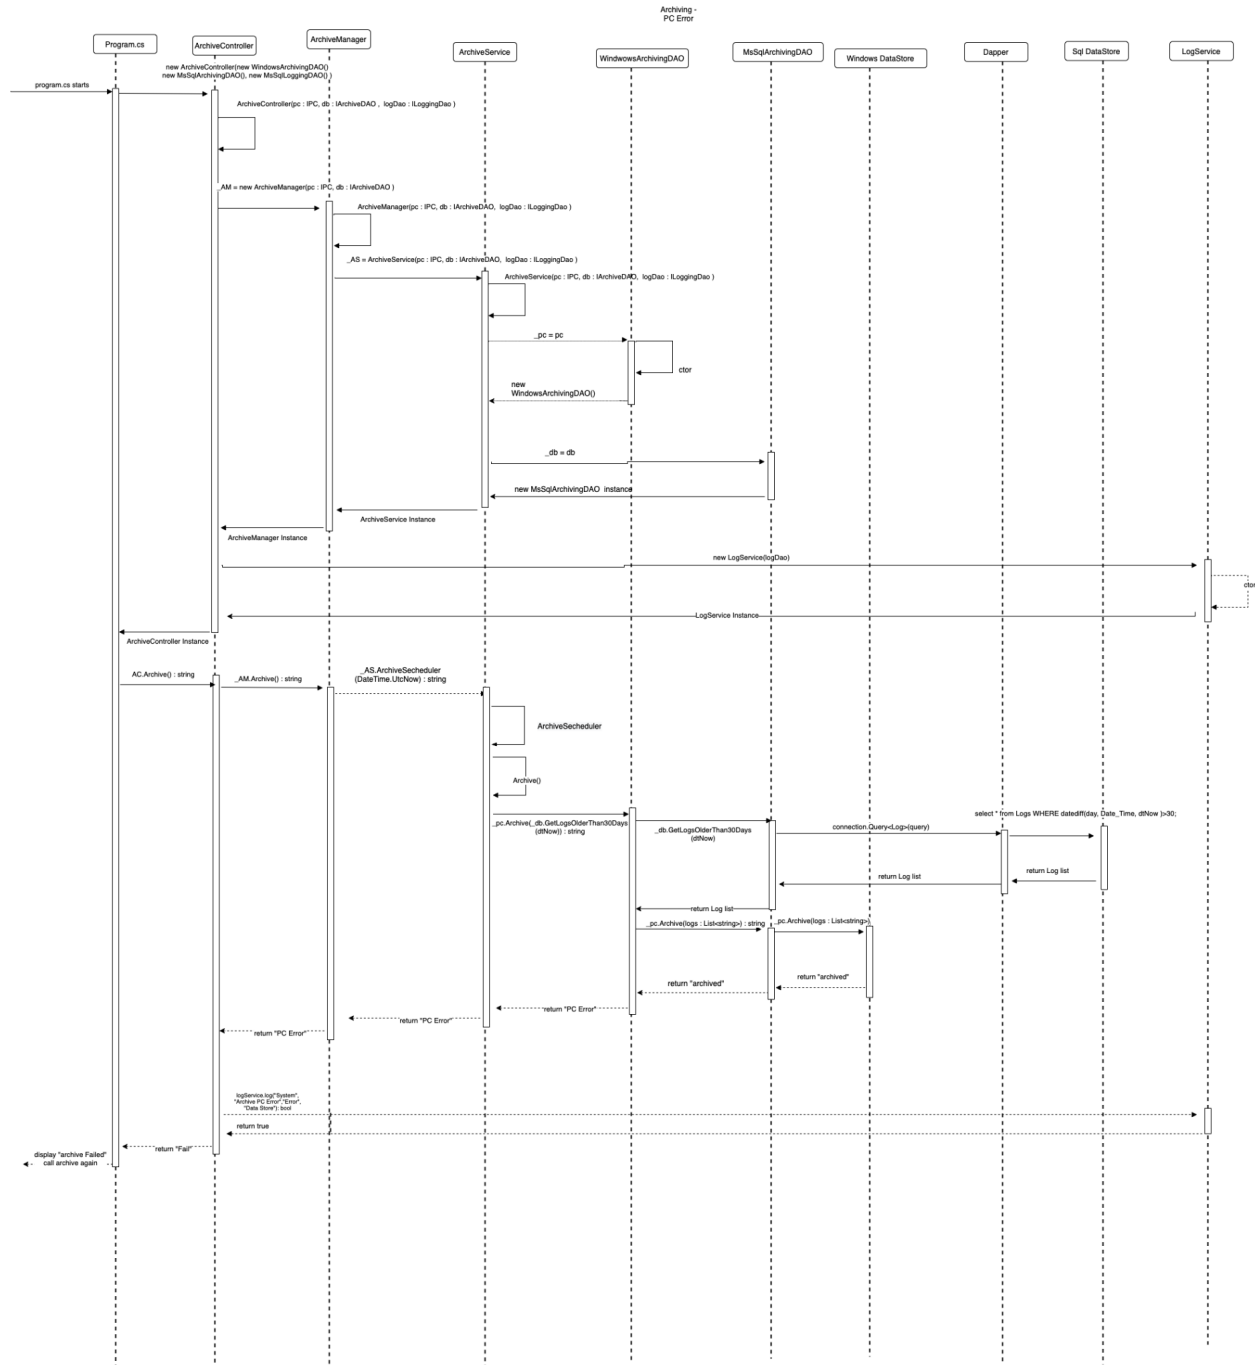 Archiving -
PC Error
Program.cs
ArchiveController
ArchiveManager
ArchiveService
WindwowsArchivingDAO
MsSqlArchivingDAO
Windows DataStore
Dapper
Sql DataStore
LogService
new ArchiveController(new WindowsArchivingDAO()
new MsSqlArchivingDAO(), new MsSqlLoggingDAO() )
program.cs starts
ArchiveController(pc : IPC, db : IArchiveDAO , logDao : ILoggingDao )
_AM = new ArchiveManager(pc : IPC, db : IArchiveDAO )
ArchiveManager(pc : IPC, db : IArchiveDAO, logDao : ILoggingDao )
_AS = ArchiveService(pc : IPC, db : IArchiveDAO, logDao : ILoggingDao )
ArchiveService(pc : IPC, db : IArchiveDAO, logDao : ILoggingDao )
_pc = pc
ctor
new
WindowsArchivingDAO()
_db = db
new MsSqlArchivingDAO instance
ArchiveService Instance
ArchiveManager Instance
new LogService(logDao)
ctor
LogService Instance
ArchiveController Instance
AC.Archive() : string
_AM.Archive() : string
_AS.ArchiveSecheduler
(DateTime.UtcNow) : string
ArchiveSecheduler
Archive()
_pc.Archive(_db.GetLogsOlderThan30Days
(dtNow)) : string
_db.GetLogsOlderThan30Days
(dtNow)
connection.Query<Log>(query)
select * from Logs WHERE datediff(day, Date_Time, dtNow )>30;
return Log list
return Log list
return Log list
_pc.Archive(logs : List<string>) : string
_pc.Archive(logs : List<string>)
return "archived"
return "archived"
return "PC Error"
return "PC Error"
return "PC Error"
logService.log("System",
"Archive PC Error","Error",
"Data Store"): bool
return true
return "Fail"
display "archive Failed"
call archive again